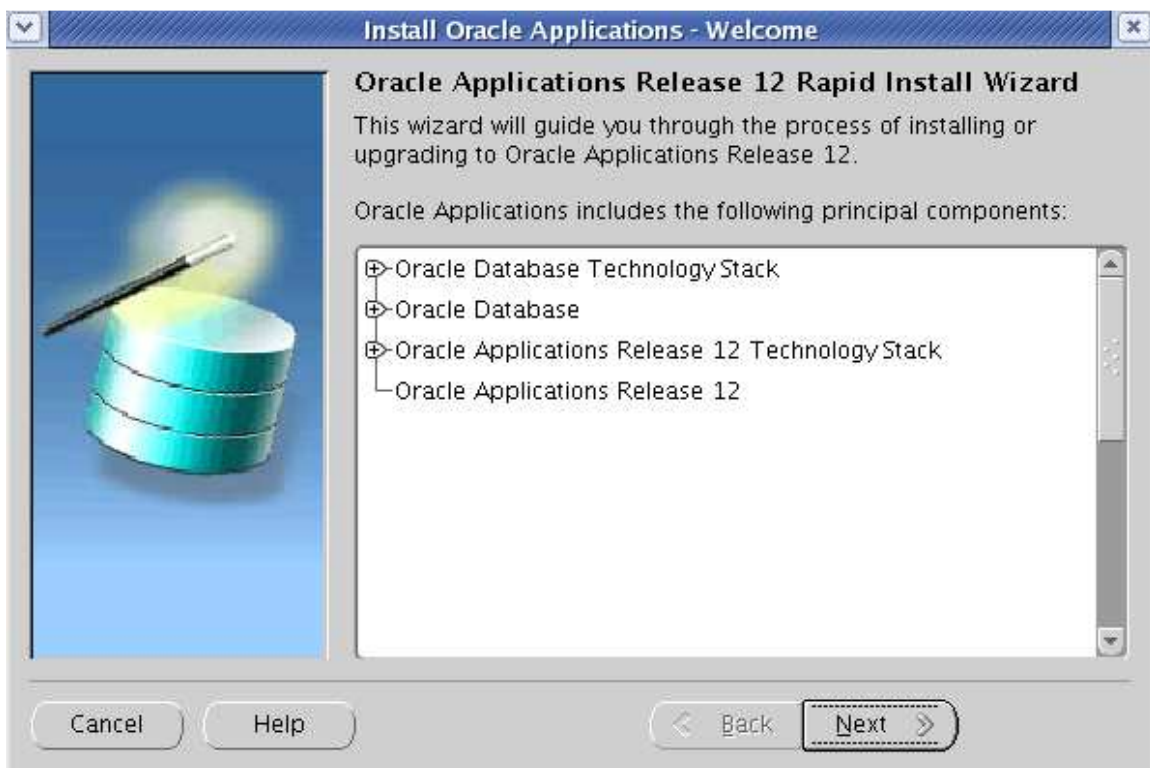 Install Oracle Applications - Welcome
Oracle Applications Release 12 Rapid Install Wizard
This wizard will guide you through the process of installing or
upgrading to Oracle Applications Release 12.
Oracle Applications includes the following principal components:
Oracle Database Technology Stack
Oracle Database
Oracle Applications Release 12 Technology Stack
Oracle Applications Release 12
Cancel Help Back Next